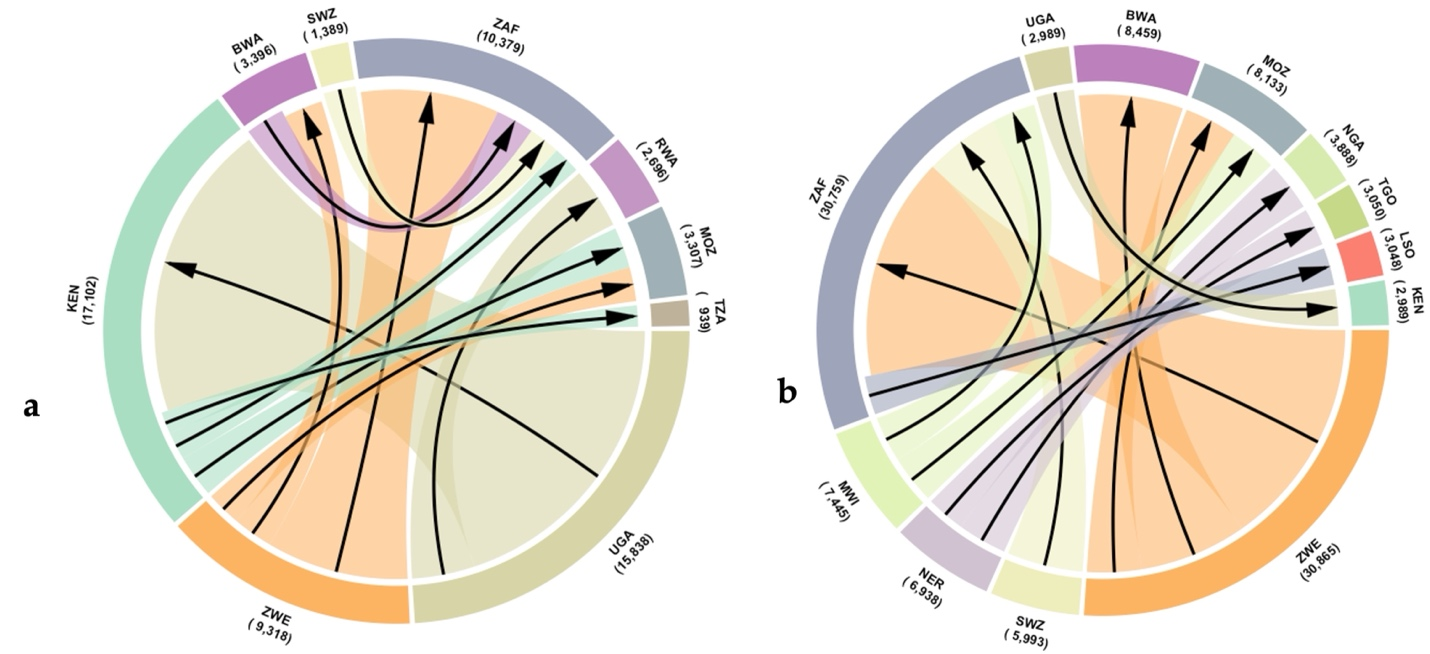 a
SWZ
( 1,389)
ZAF
(10,379)
RWA
(2,696)
MOZ
( 3,307)
TZA
( 939)
UGA
(15,838)
ZWE
( 9,318)
KEN
(17,102)
BWA
( 3,396)
b
UGA
( 2,989)
BWA
( 8,459)
MOZ
( 8,133)
NGA
( 3,888)
TGO
( 3,050)
LSO
( 3,048)
KEN
( 2,989)
ZWE
(30,865)
SWZ
( 5,993)
NER
( 6,938)
MWI
( 7,445)
ZAF
(30,759)